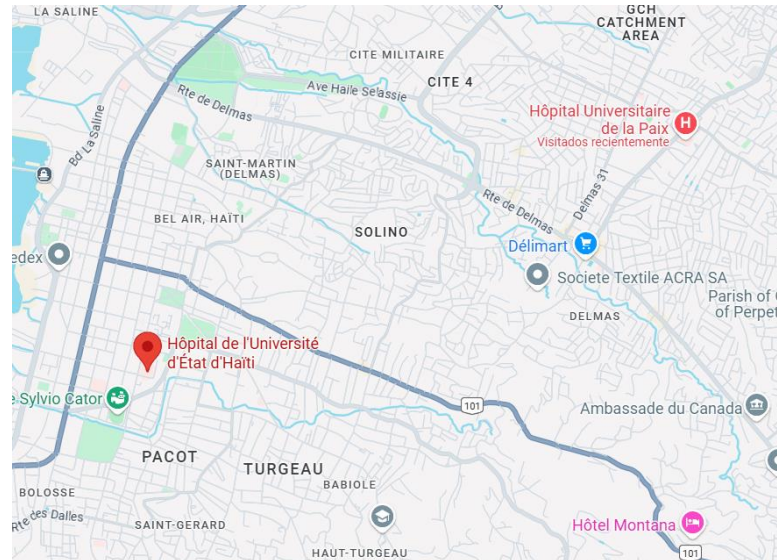 LA SALINE
GCH
CATCHMENT
AREA
CITE MILITAIRE
CITE 4
Ave Haile Selassie
Rte de Delmas
Bd La Saline
Hôpital Universitaire
de la Paix
Visitados recientemente
SAINT-MARTIN
(DELMAS)
Delmas 31
BEL AIR, HAÏTI
SOLINO
Rte de Delmas
Délimart
edex
Societe Textile ACRA SA
Parish of
of Perpet
DELMAS
Hôpital de l'Université
d'État d'Haïti
e Sylvio Cator
101
Ambassade du Canada
PACOT
TURGEAU
BABIOLE
BOLOSSE
Rte des Dalles
SAINT-GERARD
Hôtel Montana
HAUT-TURGEAU
101